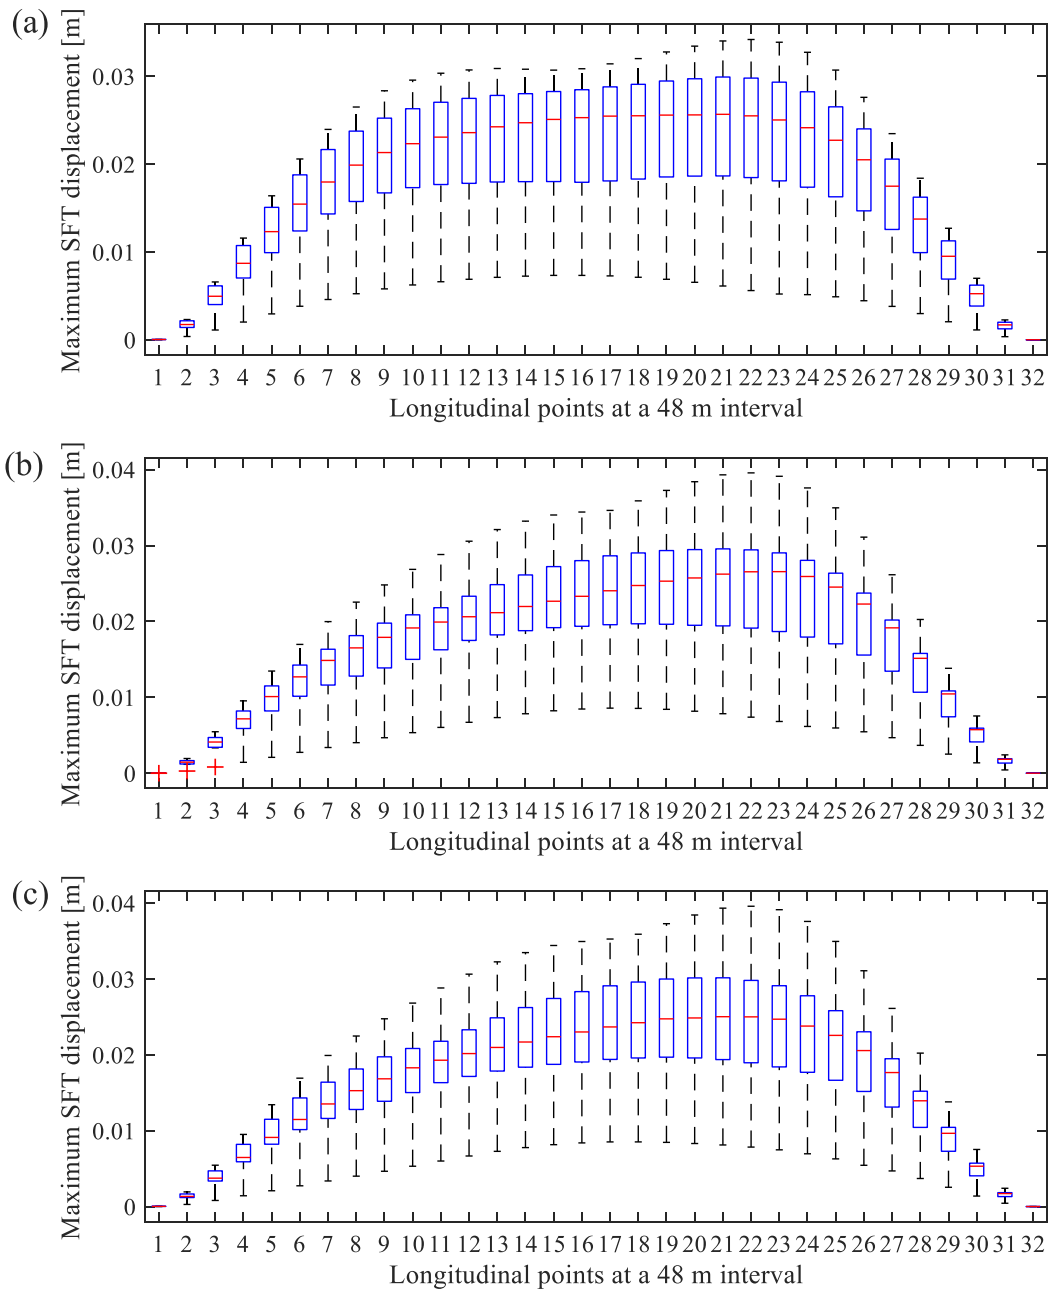 (a)
Maximum SFT displacement [m]
0.03
0.02
0.01
0
1 2 3 4 5 6 7 8 9 10 11 12 13 14 15 16 17 18 19 20 21 22 23 24 25 26 27 28 29 30 31 32
Longitudinal points at a 48 m interval
(b)
Maximum SFT displacement [m]
0.04
0.03
0.02
0.01
0
1 2 3 4 5 6 7 8 9 10 11 12 13 14 15 16 17 18 19 20 21 22 23 24 25 26 27 28 29 30 31 32
Longitudinal points at a 48 m interval
(c)
Maximum SFT displacement [m]
0.04
0.03
0.02
0.01
0
1 2 3 4 5 6 7 8 9 10 11 12 13 14 15 16 17 18 19 20 21 22 23 24 25 26 27 28 29 30 31 32
Longitudinal points at a 48 m interval